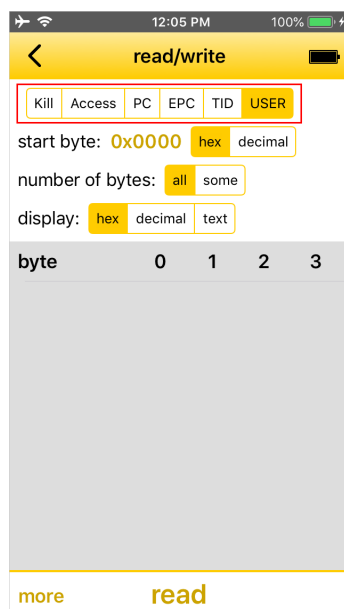 12:05 PM 100%
read/write
Kill Access PC EPC TID USER
start byte: 0x0000 hex decimal
number of bytes: all some
display: hex decimal text
byte 0 1 2 3
more read